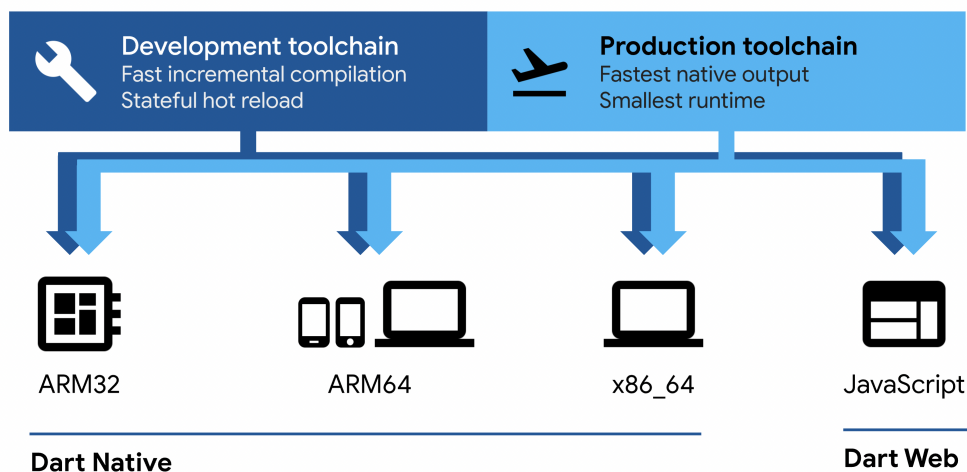 Development toolchain
Fast incremental compilation
Stateful hot reload
Production toolchain
Fastest native output
Smallest runtime
ARM32
ARM64
x86_64
JavaScript
Dart Native
Dart Web